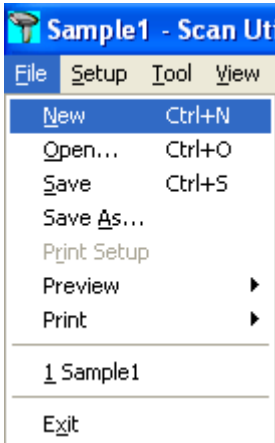 Sample1 - Scan Ut
File Setup Tool View
New Ctrl+N
Open... Ctrl+O
Save Ctrl+S
Save As...
Print Setup
Preview
Print
1 Sample1
Exit